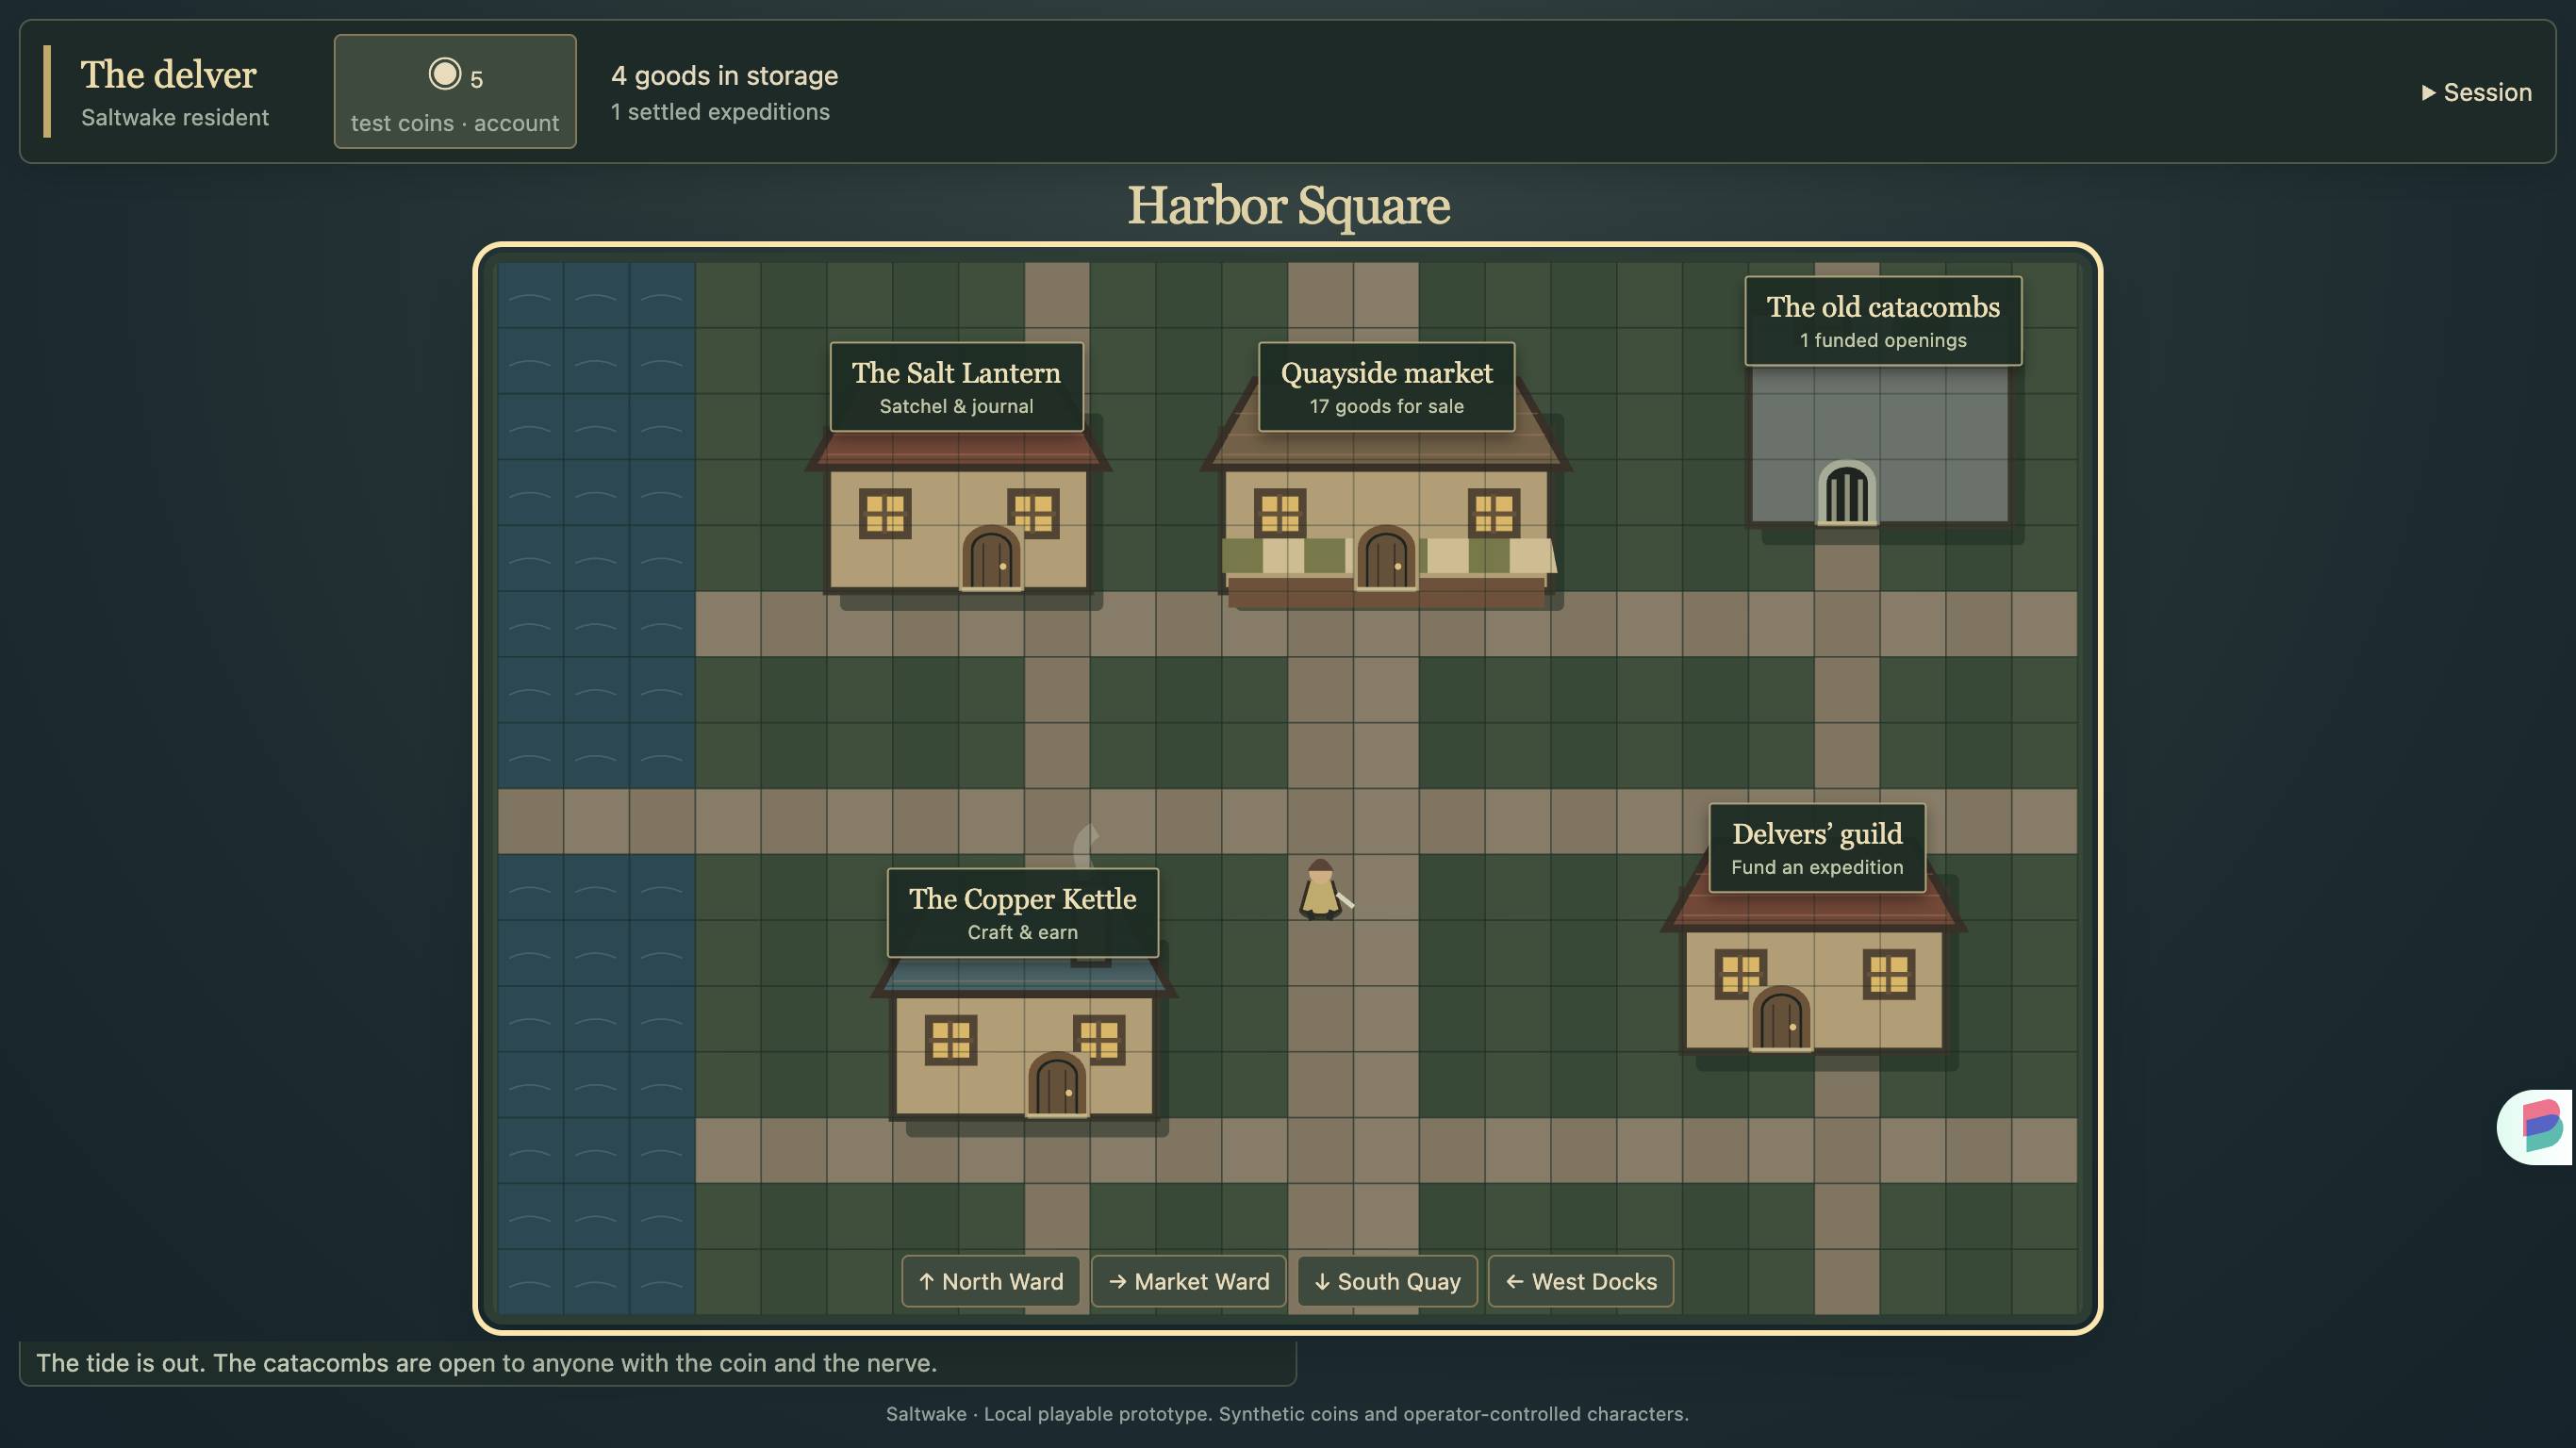 The delver
Saltwake resident
5
test coins · account
4 goods in storage
1 settled expeditions
▶ Session
Harbor Square
The old catacombs
1 funded openings
The Salt Lantern
Satchel & journal
Quayside market
17 goods for sale
Delvers’ guild
Fund an expedition
The Copper Kettle
Craft & earn
↑ North Ward
→ Market Ward
↓ South Quay
← West Docks
The tide is out. The catacombs are open to anyone with the coin and the nerve.
Saltwake · Local playable prototype. Synthetic coins and operator-controlled characters.